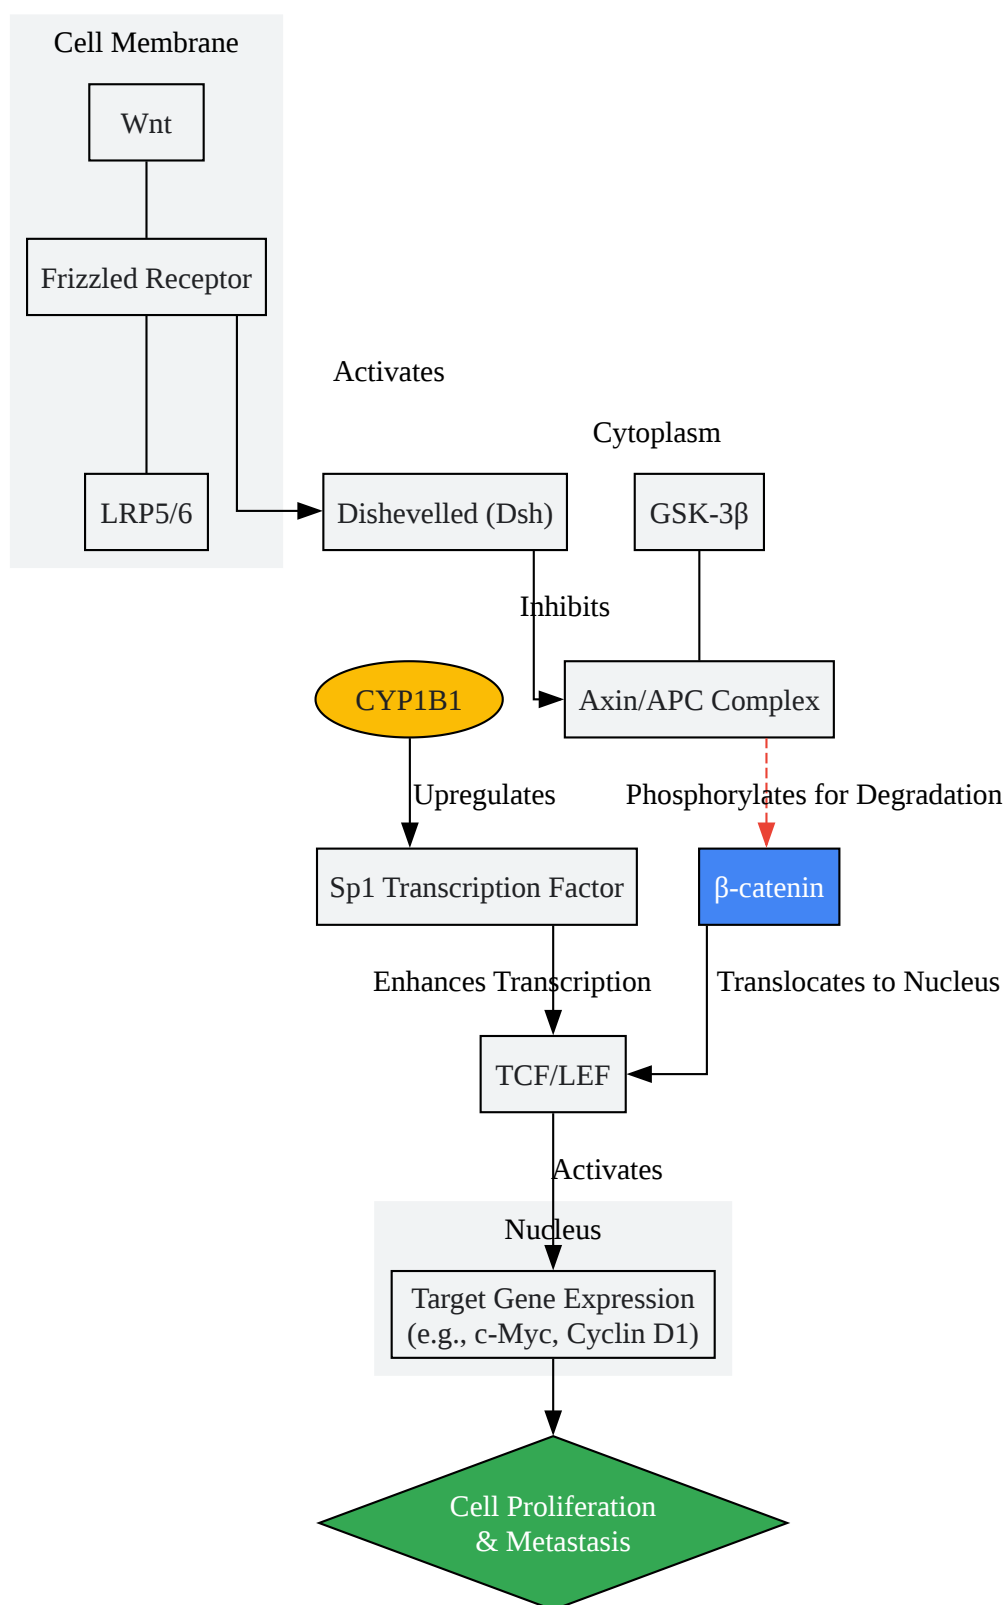 Cell Membrane
Wnt
Frizzled Receptor
Activates
Cytoplasm
LRP5/6
Dishevelled (Dsh)
GSK-3β
Inhibits
CYP1B1
Axin/APC Complex
Upregulates
Phosphorylates for Degradation
Sp1 Transcription Factor
β-catenin
Enhances Transcription
Translocates to Nucleus
TCF/LEF
Activates
Nucleus
Target Gene Expression
(e.g., c-Myc, Cyclin D1)
Cell Proliferation
& Metastasis